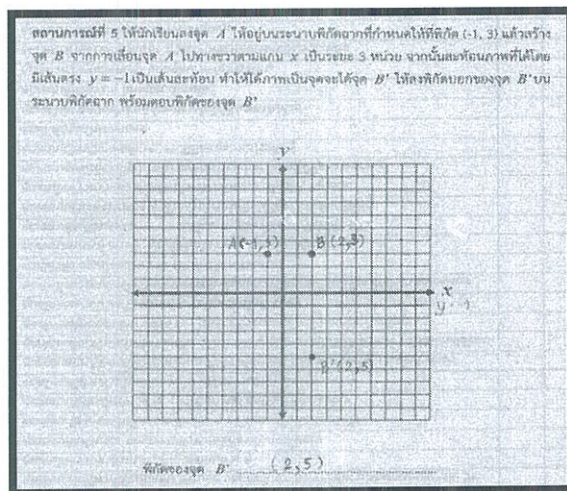 สถานการณ์ที่ 5 ให้นักเรียนลงจุด A ให้อยู่บนระนาบพิกัดฉากที่กำหนดให้ที่พิกัด (-1, 3) แล้วสร้าง
จุด B จากการเลื่อนจุด A ไปทางขวาตามแกน x เป็นระยะ 3 หน่วย จากนั้นสะท้อนภาพที่ได้โดย
มีเส้นตรง y = −1 เป็นเส้นสะท้อน ทำให้ได้ภาพเป็นจุดจะได้จุด B' ให้ลงพิกัดบอกของจุด B' บน
ระนาบพิกัดฉาก พร้อมตอบพิกัดของจุด B'
y
A(-1,3) B (2,3)
x
B'(2,5)
พิกัดของจุด B' (2,5)